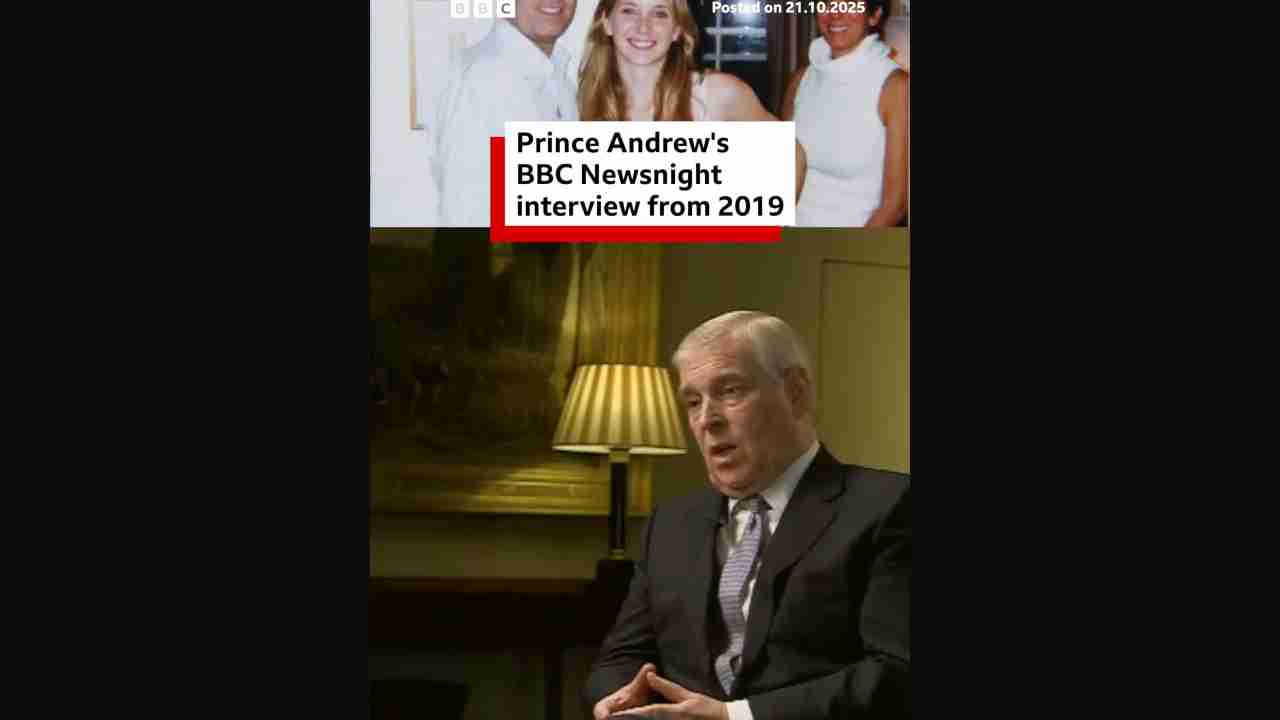 BBC
Posted on 21.10.2025
Prince Andrew's
BBC Newsnight
interview from 2019